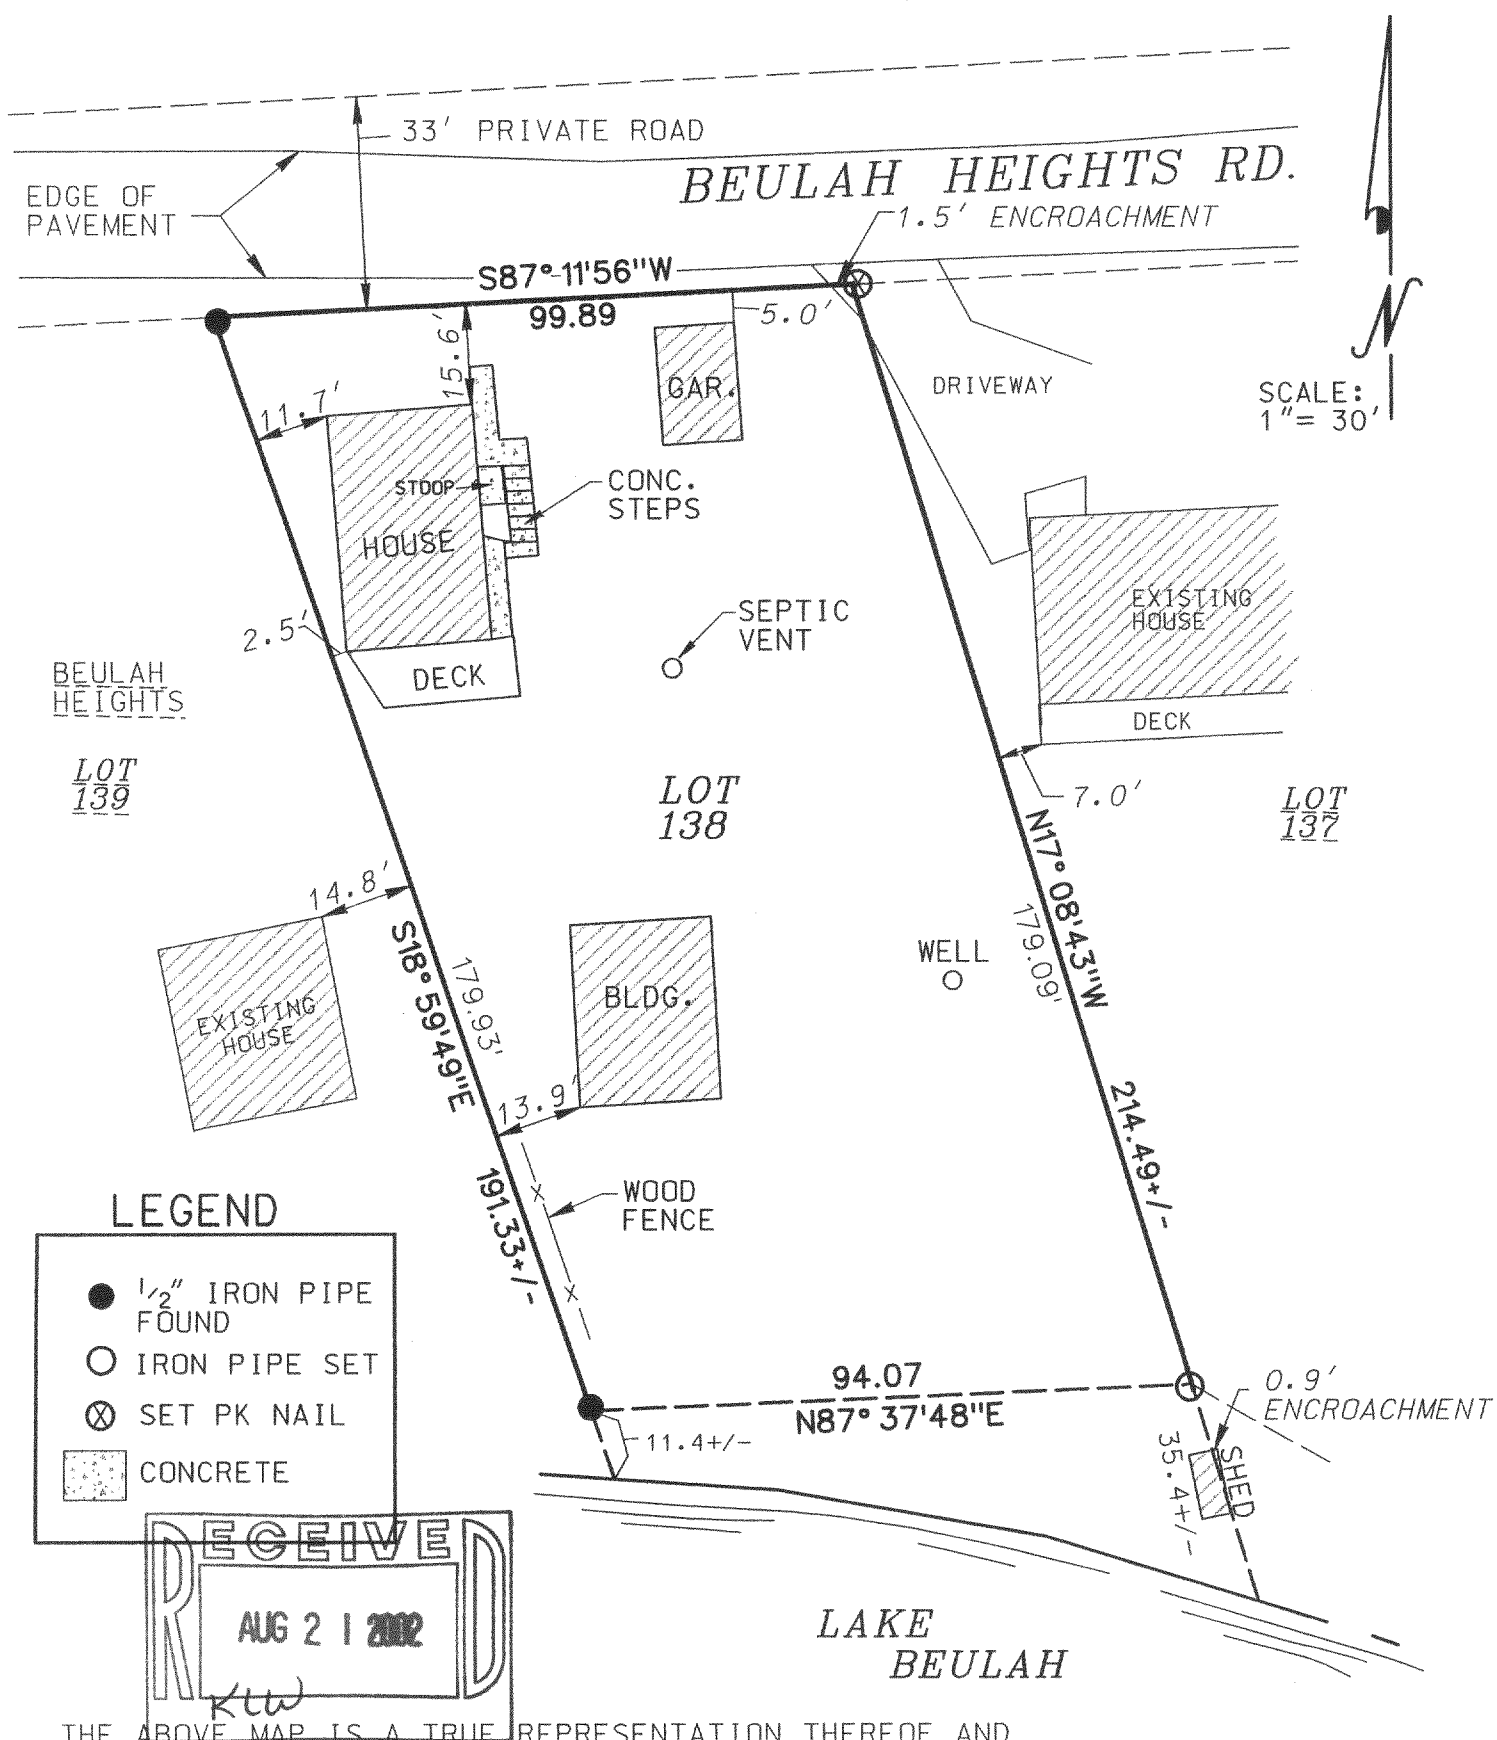 33' PRIVATE ROAD
BEULAH HEIGHTS RD.
EDGE OF
PAVEMENT
1.5' ENCROACHMENT
S87°-11'56"W
99.89
5.0'
15.6'
GAR.
DRIVEWAY
SCALE:
1"= 30'
N
11.7'
STOOP
CONC.
STEPS
HOUSE
SEPTIC
VENT
EXISTING
HOUSE
2.5'
DECK
DECK
BEULAH
HEIGHTS
LOT
139
LOT
138
7.0'
LOT
137
14.8'
N17°08'43"W
179.09'
S18°59'49"E
179.93'
WELL
BLDG.
EXISTING
HOUSE
13.9'
214.49+/-
191.33+/-
WOOD
FENCE
LEGEND
1/2" IRON PIPE
FOUND
IRON PIPE SET
SET PK NAIL
CONCRETE
94.07
N87°37'48"E
0.9'
ENCROACHMENT
11.4+/-
35.4+/-
SHED
RECEIVED
AUG 21 2002
KLW
LAKE
BEULAH
THE ABOVE MAP IS A TRUE REPRESENTATION THEREOF AND